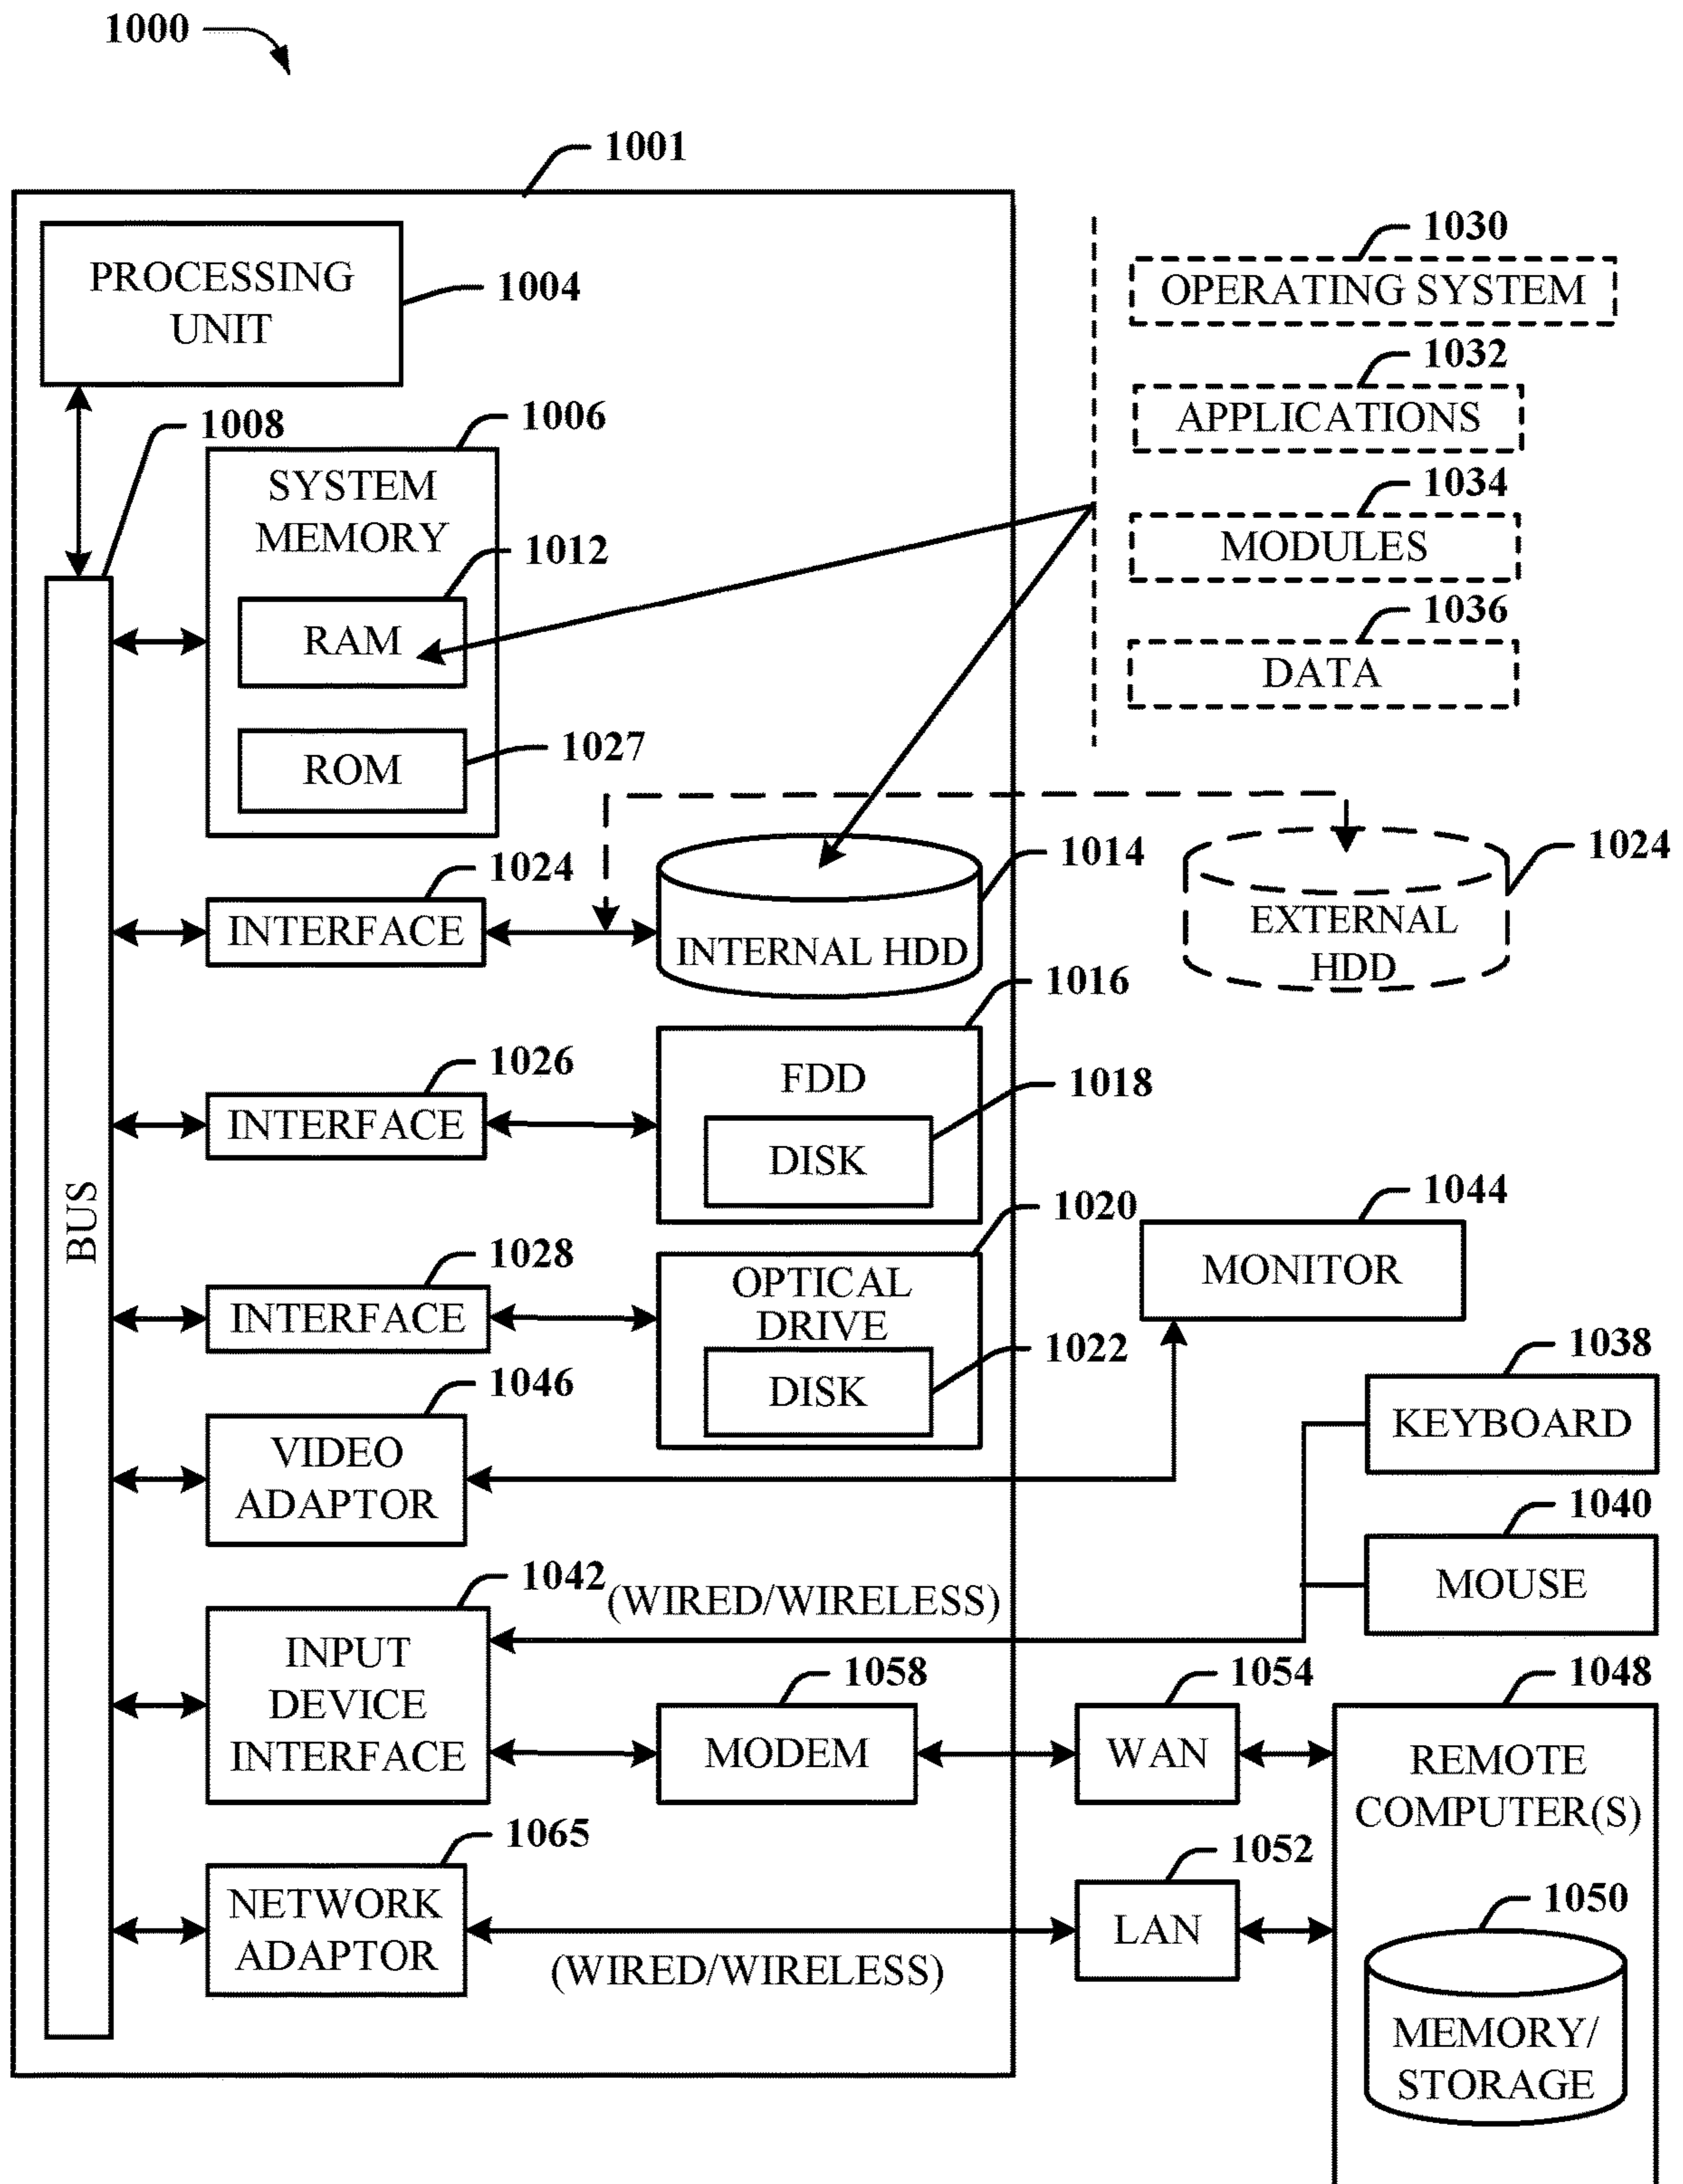 1000
1001
PROCESSING
UNIT
1004
1030
OPERATING SYSTEM
1032
APPLICATIONS
1034
MODULES
1036
DATA
1008
1006
SYSTEM
MEMORY
1012
RAM
ROM
1027
BUS
1024
INTERFACE
1014
INTERNAL HDD
1024
EXTERNAL
HDD
1026
INTERFACE
1016
FDD
1018
DISK
1028
INTERFACE
1020
OPTICAL
DRIVE
1022
DISK
1044
MONITOR
1046
VIDEO
ADAPTOR
1038
KEYBOARD
1040
MOUSE
1042
(WIRED/WIRELESS)
INPUT
DEVICE
INTERFACE
1058
MODEM
1054
WAN
1048
REMOTE
COMPUTER(S)
1065
NETWORK
ADAPTOR
(WIRED/WIRELESS)
1052
LAN
1050
MEMORY/
STORAGE